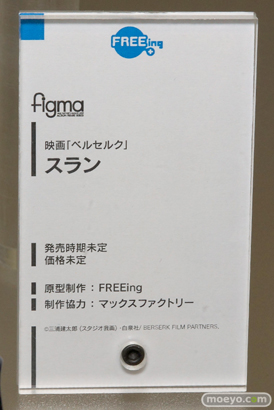 FREEing
figma
映画「ベルセルク」
スラン
発売時期未定
価格未定
原型制作：FREEing
制作協力：マックスファクトリー
©三浦建太郎（スタジオ我画）・白泉社/ BERSERK FILM PARTNERS.
moeyo.com